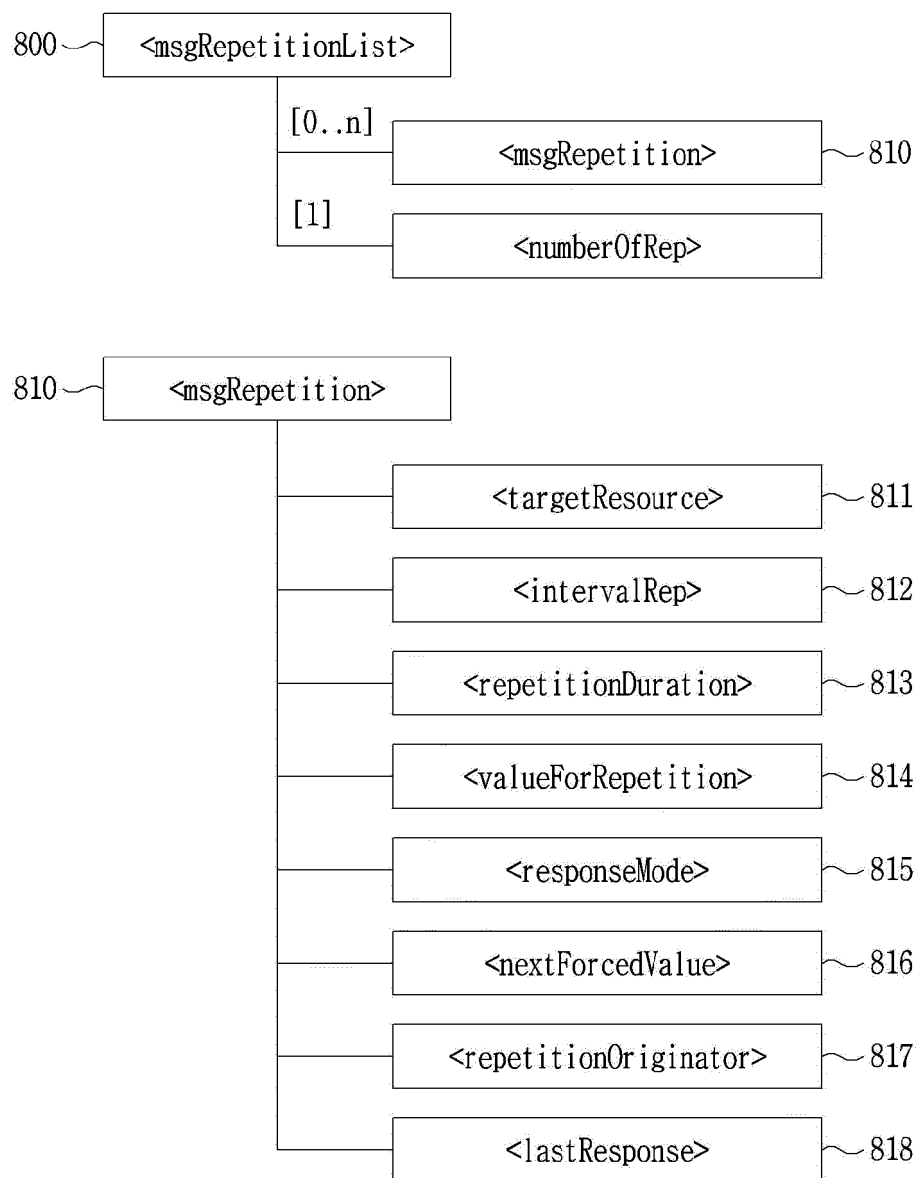 800 <msgRepetitionList>
[0..n]
<msgRepetition> 810
[1]
<numberOfRep>
810 <msgRepetition>
<targetResource> 811
<intervalRep> 812
<repetitionDuration> 813
<valueForRepetition> 814
<responseMode> 815
<nextForcedValue> 816
<repetitionOriginator> 817
<lastResponse> 818